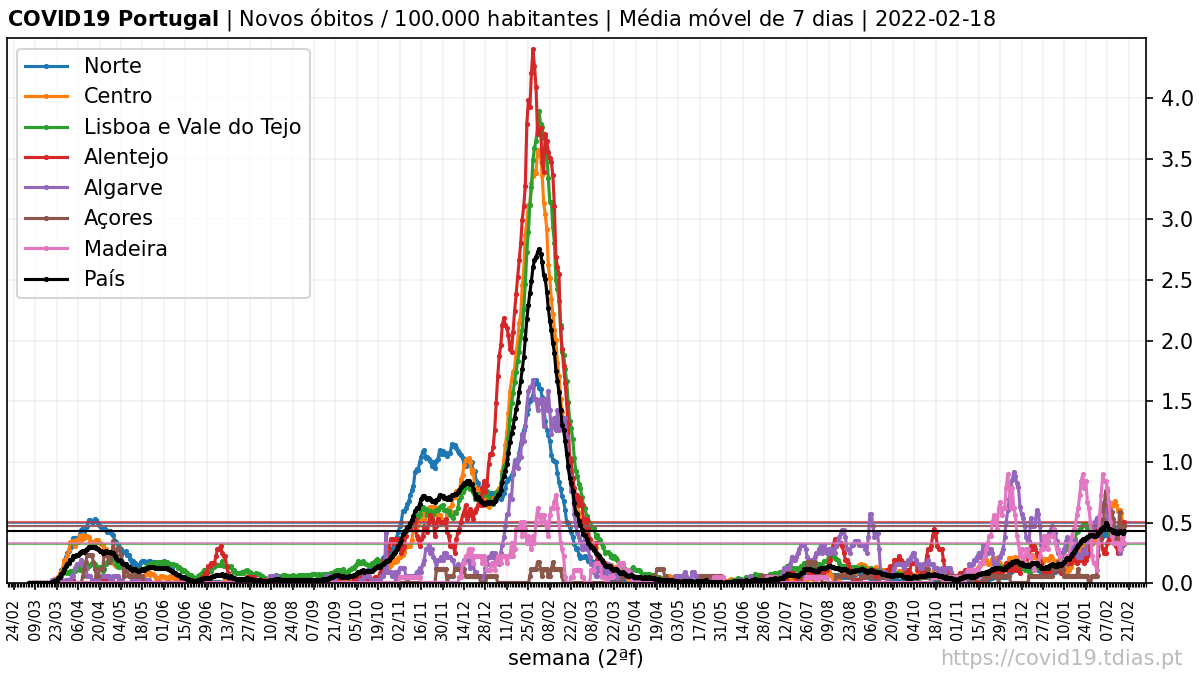 COVID19 Portugal | Novos óbitos / 100.000 habitantes | Média móvel de 7 dias | 2022-02-18
Norte
Centro
Lisboa e Vale do Tejo
Alentejo
Algarve
Açores
Madeira
País
4.0
3.5
3.0
2.5
2.0
1.5
1.0
0.5
0.0
24/02 09/03 23/03 06/04 20/04 04/05 18/05 01/06 15/06 29/06 13/07 27/07 10/08 24/08 07/09 21/09 05/10 19/10 02/11 16/11 30/11 14/12 28/12 11/01 25/01 08/02 22/02 08/03 22/03 05/04 19/04 03/05 17/05 31/05 14/06 28/06 12/07 26/07 09/08 23/08 06/09 20/09 04/10 18/10 01/11 15/11 29/11 13/12 27/12 10/01 24/01 07/02 21/02
semana (2ªf)
https://covid19.tdias.pt